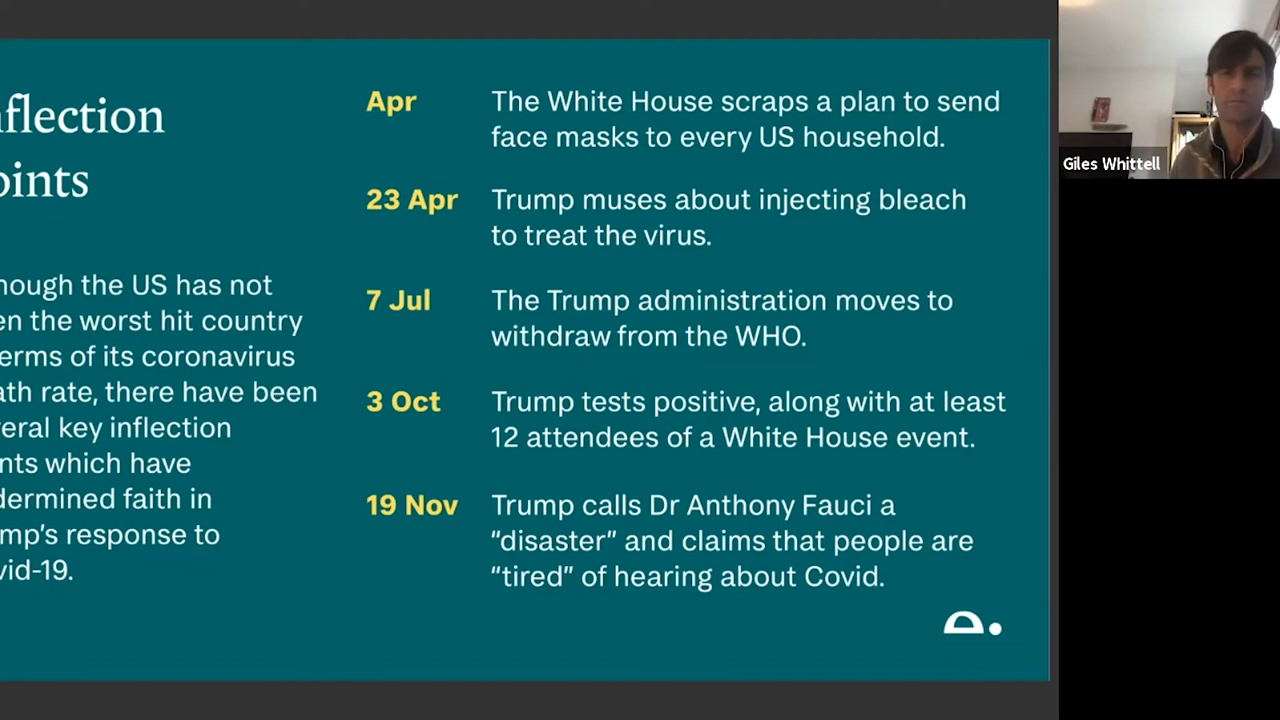 nflection
oints
hough the US has not
en the worst hit country
erms of its coronavirus
ath rate, there have been
eral key inflection
nts which have
dermined faith in
mp's response to
vid-19.
Apr
The White House scraps a plan to send
face masks to every US household.
23 Apr
Trump muses about injecting bleach
to treat the virus.
7 Jul
The Trump administration moves to
withdraw from the WHO.
3 Oct
Trump tests positive, along with at least
12 attendees of a White House event.
19 Nov
Trump calls Dr Anthony Fauci a
“disaster” and claims that people are
“tired” of hearing about Covid.
Giles Whittell